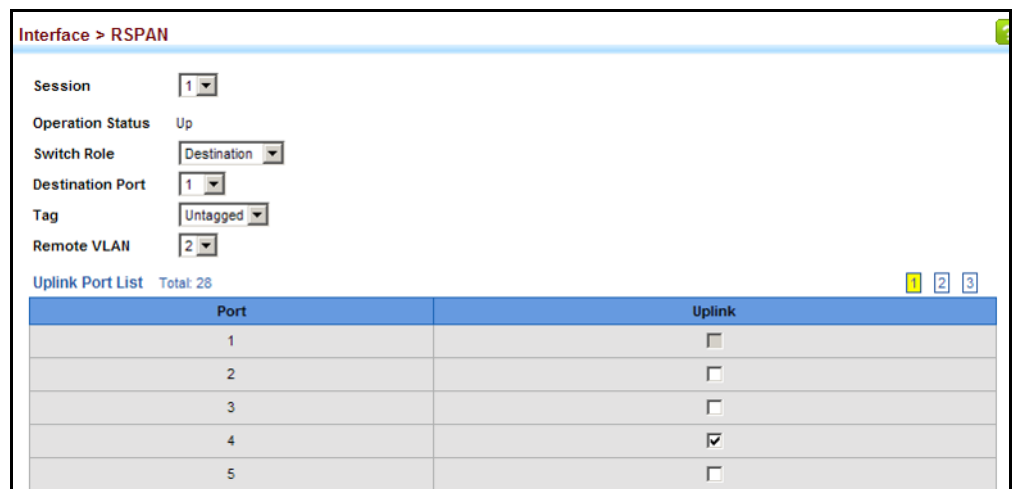 Interface > RSPAN
?
Session 1
Operation Status Up
Switch Role Destination
Destination Port 1
Tag Untagged
Remote VLAN 2
Uplink Port List Total: 28 1 2 3
Port Uplink
1
2
3
4
5